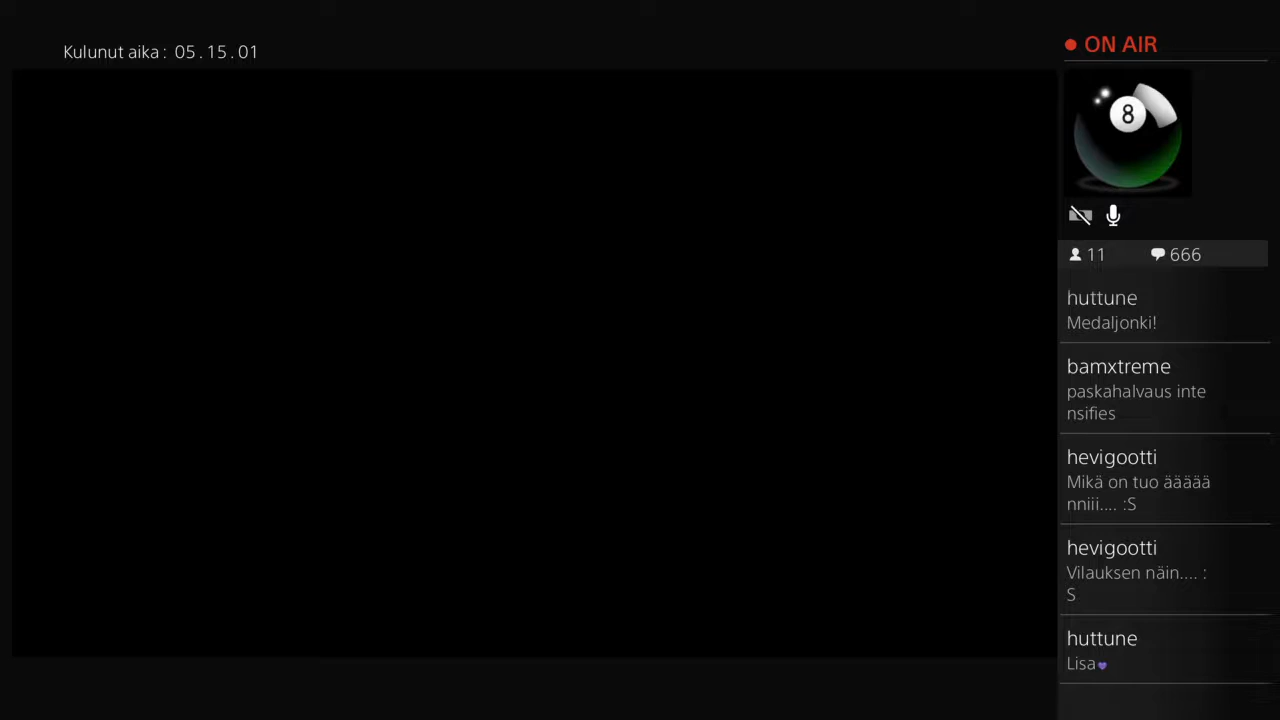 Kulunut aika : 05.15.01
ON AIR
8
11 666
huttune
Medaljonki!
bamxtreme
paskahalvaus inte
nsifies
hevigootti
Mikä on tuo äääää
nniii.... :S
hevigootti
Vilauksen näin.... :
S
huttune
Lisa💜